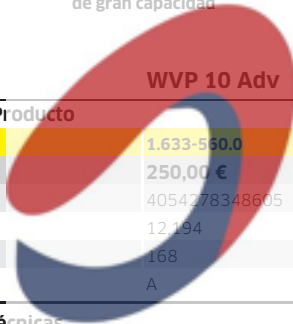 de gran capacidad
WVP 10 Adv
Producto
1.633-560.0
250,00 €
4054278348605
12,194
168
A
écnicas